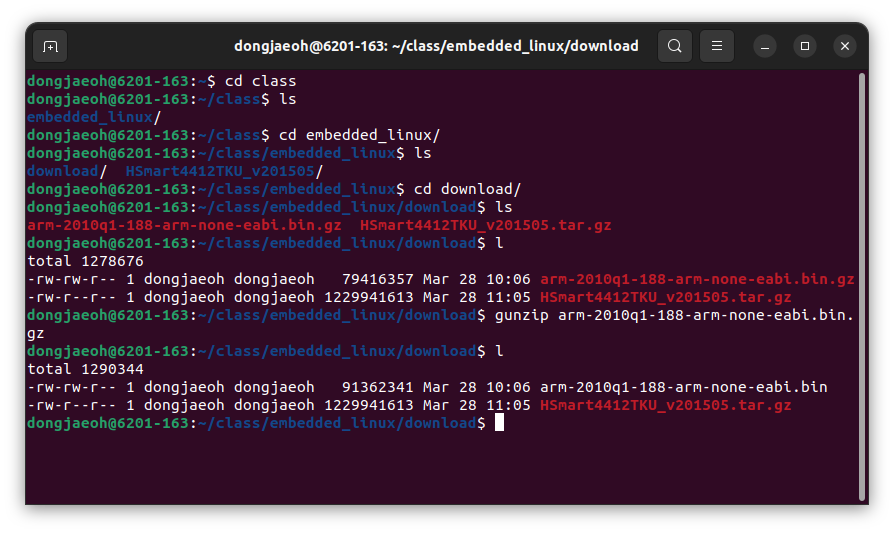 dongjaeoh@6201-163: ~/class/embedded_linux/download
dongjaeoh@6201-163:~$ cd class
dongjaeoh@6201-163:~/class$ ls
embedded_linux/
dongjaeoh@6201-163:~/class$ cd embedded_linux/
dongjaeoh@6201-163:~/class/embedded_linux$ ls
download/  HSmart4412TKU_v201505/
dongjaeoh@6201-163:~/class/embedded_linux$ cd download/
dongjaeoh@6201-163:~/class/embedded_linux/download$ ls
arm-2010q1-188-arm-none-eabi.bin.gz  HSmart4412TKU_v201505.tar.gz
dongjaeoh@6201-163:~/class/embedded_linux/download$ l
total 1278676
-rw-rw-r-- 1 dongjaeoh dongjaeoh   79416357 Mar 28 10:06 arm-2010q1-188-arm-none-eabi.bin.gz
-rw-r--r-- 1 dongjaeoh dongjaeoh 1229941613 Mar 28 11:05 HSmart4412TKU_v201505.tar.gz
dongjaeoh@6201-163:~/class/embedded_linux/download$ gunzip arm-2010q1-188-arm-none-eabi.bin.
gz
dongjaeoh@6201-163:~/class/embedded_linux/download$ l
total 1290344
-rw-rw-r-- 1 dongjaeoh dongjaeoh   91362341 Mar 28 10:06 arm-2010q1-188-arm-none-eabi.bin
-rw-r--r-- 1 dongjaeoh dongjaeoh 1229941613 Mar 28 11:05 HSmart4412TKU_v201505.tar.gz
dongjaeoh@6201-163:~/class/embedded_linux/download$